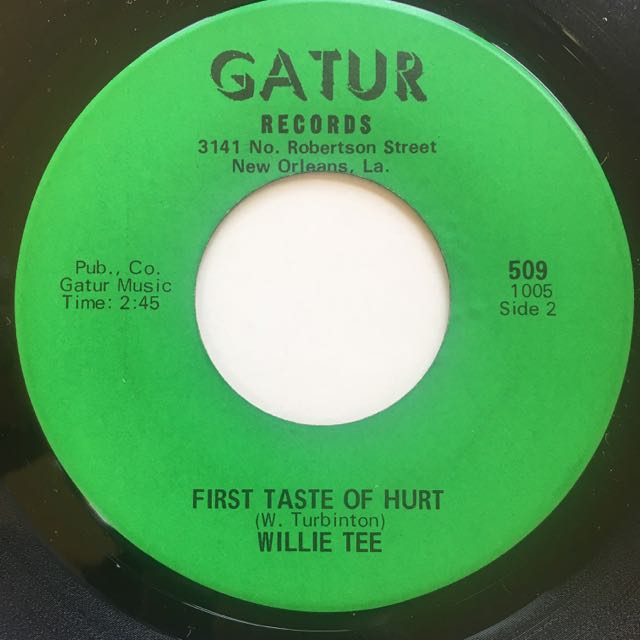 GATUR
RECORDS
3141 No. Robertson Street
New Orleans, La.
Pub., Co.
Gatur Music
Time: 2:45
509
1005
Side 2
FIRST TASTE OF HURT
(W. Turbinton)
WILLIE TEE